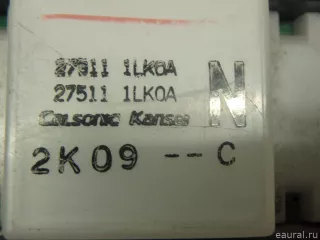 27511 1LK0A
27511 1LK0A
N
Calsonic Kansei
2K09 -- C
eaural.ru